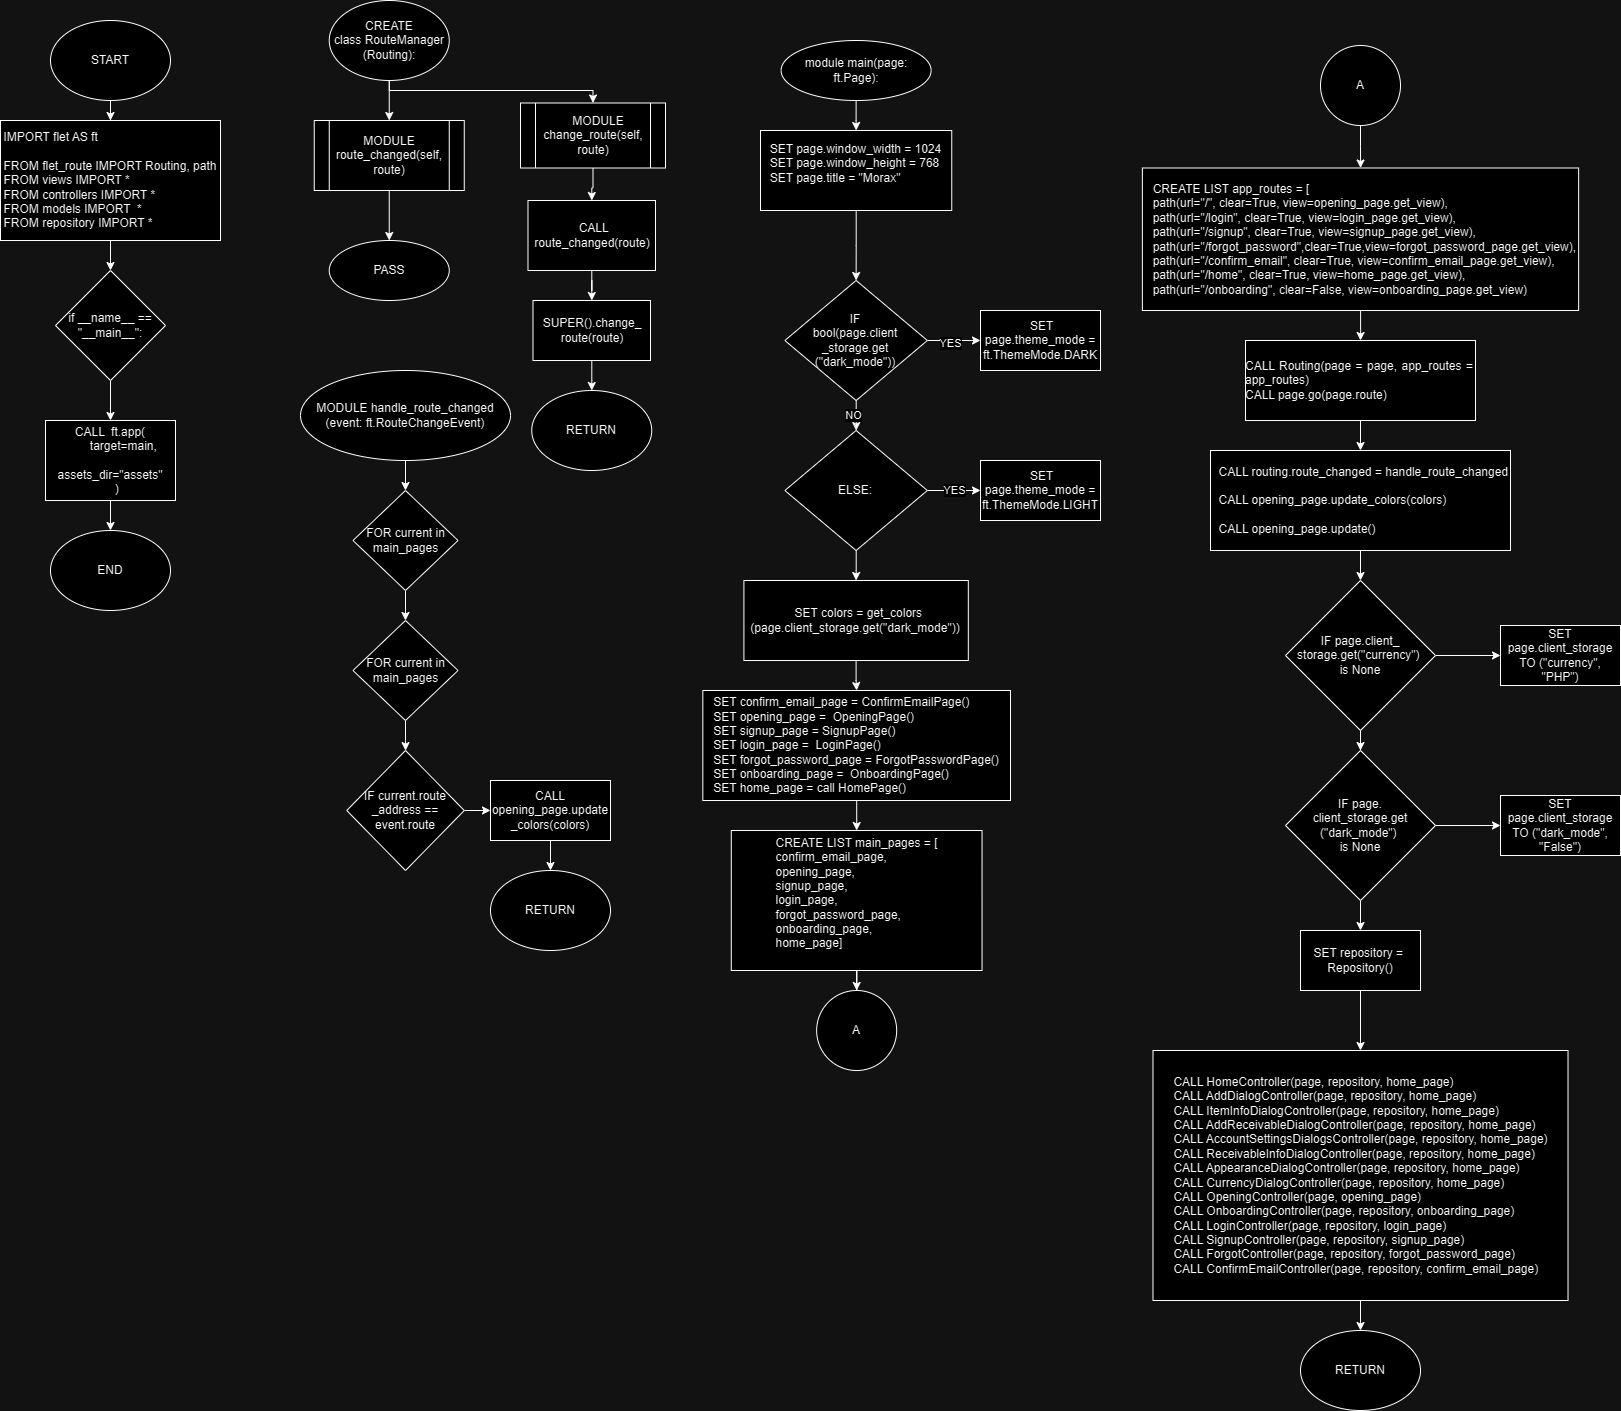 START
IMPORT flet AS ft
FROM flet_route IMPORT Routing, path
FROM views IMPORT *
FROM controllers IMPORT *
FROM models IMPORT  *
FROM repository IMPORT *
if __name__ ==
"__main__":
CALL  ft.app(
target=main,
assets_dir="assets"
)
END
CREATE
class RouteManager
(Routing):
MODULE
route_changed(self,
route)
PASS
MODULE
change_route(self,
route)
CALL
route_changed(route)
SUPER().change_
route(route)
RETURN
MODULE handle_route_changed
(event: ft.RouteChangeEvent)
FOR current in
main_pages
FOR current in
main_pages
IF current.route
_address ==
event.route
CALL
opening_page.update
_colors(colors)
RETURN
module main(page:
ft.Page):
SET page.window_width = 1024
SET page.window_height = 768
SET page.title = "Morax"
IF
bool(page.client
_storage.get
("dark_mode"))
YES
SET
page.theme_mode =
ft.ThemeMode.DARK
NO
ELSE:
YES
SET
page.theme_mode =
ft.ThemeMode.LIGHT
SET colors = get_colors
(page.client_storage.get("dark_mode"))
SET confirm_email_page = ConfirmEmailPage()
SET opening_page =  OpeningPage()
SET signup_page = SignupPage()
SET login_page =  LoginPage()
SET forgot_password_page = ForgotPasswordPage()
SET onboarding_page =  OnboardingPage()
SET home_page = call HomePage()
CREATE LIST main_pages = [
confirm_email_page,
opening_page,
signup_page,
login_page,
forgot_password_page,
onboarding_page,
home_page]
A
A
CREATE LIST app_routes = [
path(url="/", clear=True, view=opening_page.get_view),
path(url="/login", clear=True, view=login_page.get_view),
path(url="/signup", clear=True, view=signup_page.get_view),
path(url="/forgot_password",clear=True,view=forgot_password_page.get_view),
path(url="/confirm_email", clear=True, view=confirm_email_page.get_view),
path(url="/home", clear=True, view=home_page.get_view),
path(url="/onboarding", clear=False, view=onboarding_page.get_view)
CALL Routing(page = page, app_routes =
app_routes)
CALL page.go(page.route)
CALL routing.route_changed = handle_route_changed
CALL opening_page.update_colors(colors)
CALL opening_page.update()
IF page.client_
storage.get("currency")
is None
SET
page.client_storage
TO ("currency",
"PHP")
IF page.
client_storage.get
("dark_mode")
is None
SET
page.client_storage
TO ("dark_mode",
"False")
SET repository =
Repository()
CALL HomeController(page, repository, home_page)
CALL AddDialogController(page, repository, home_page)
CALL ItemInfoDialogController(page, repository, home_page)
CALL AddReceivableDialogController(page, repository, home_page)
CALL AccountSettingsDialogsController(page, repository, home_page)
CALL ReceivableInfoDialogController(page, repository, home_page)
CALL AppearanceDialogController(page, repository, home_page)
CALL CurrencyDialogController(page, repository, home_page)
CALL OpeningController(page, opening_page)
CALL OnboardingController(page, repository, onboarding_page)
CALL LoginController(page, repository, login_page)
CALL SignupController(page, repository, signup_page)
CALL ForgotController(page, repository, forgot_password_page)
CALL ConfirmEmailController(page, repository, confirm_email_page)
RETURN